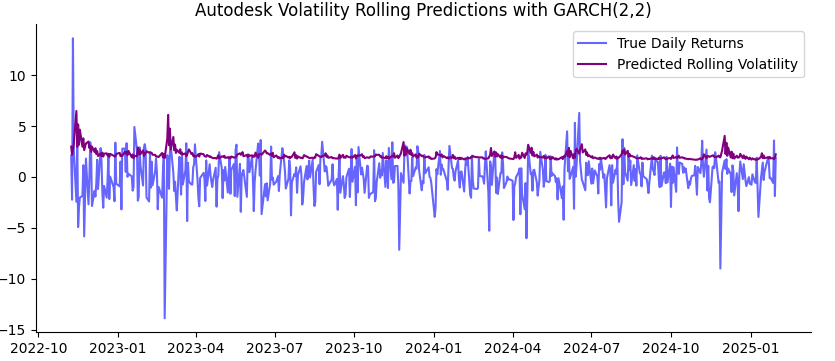 Autodesk Volatility Rolling Predictions with GARCH(2,2)
True Daily Returns
Predicted Rolling Volatility
10
5
0
−5
−10
−15
2022-10 2023-01 2023-04 2023-07 2023-10 2024-01 2024-04 2024-07 2024-10 2025-01